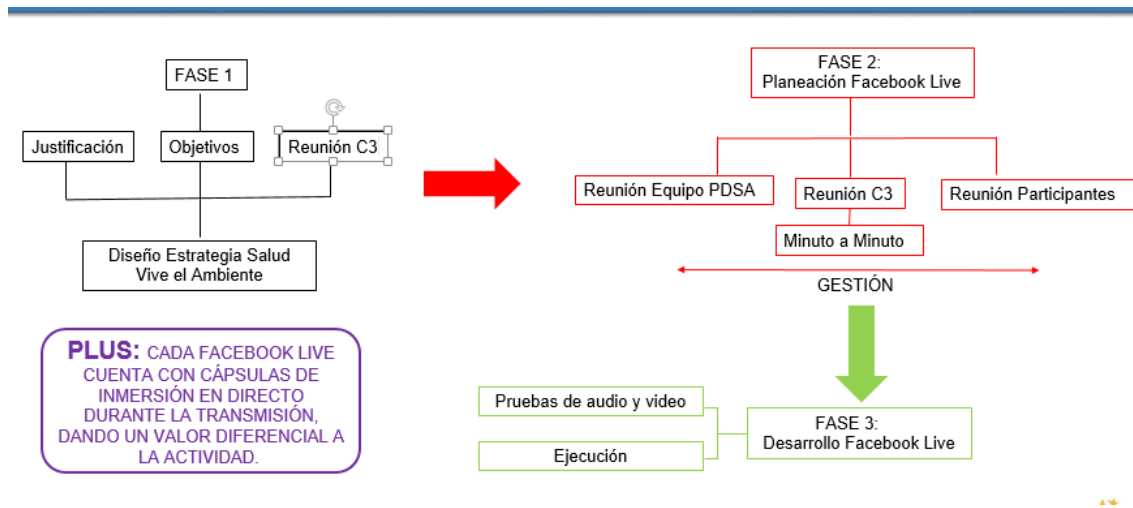 FASE 1
Justificación
Objetivos
Reunión C3
Diseño Estrategia Salud
Vive el Ambiente
FASE 2:
Planeación Facebook Live
Reunión Equipo PDSA
Reunión C3
Reunión Participantes
Minuto a Minuto
GESTIÓN
PLUS: CADA FACEBOOK LIVE
CUENTA CON CÁPSULAS DE
INMERSIÓN EN DIRECTO
DURANTE LA TRANSMISIÓN,
DANDO UN VALOR DIFERENCIAL A
LA ACTIVIDAD.
Pruebas de audio y video
Ejecución
FASE 3:
Desarrollo Facebook Live